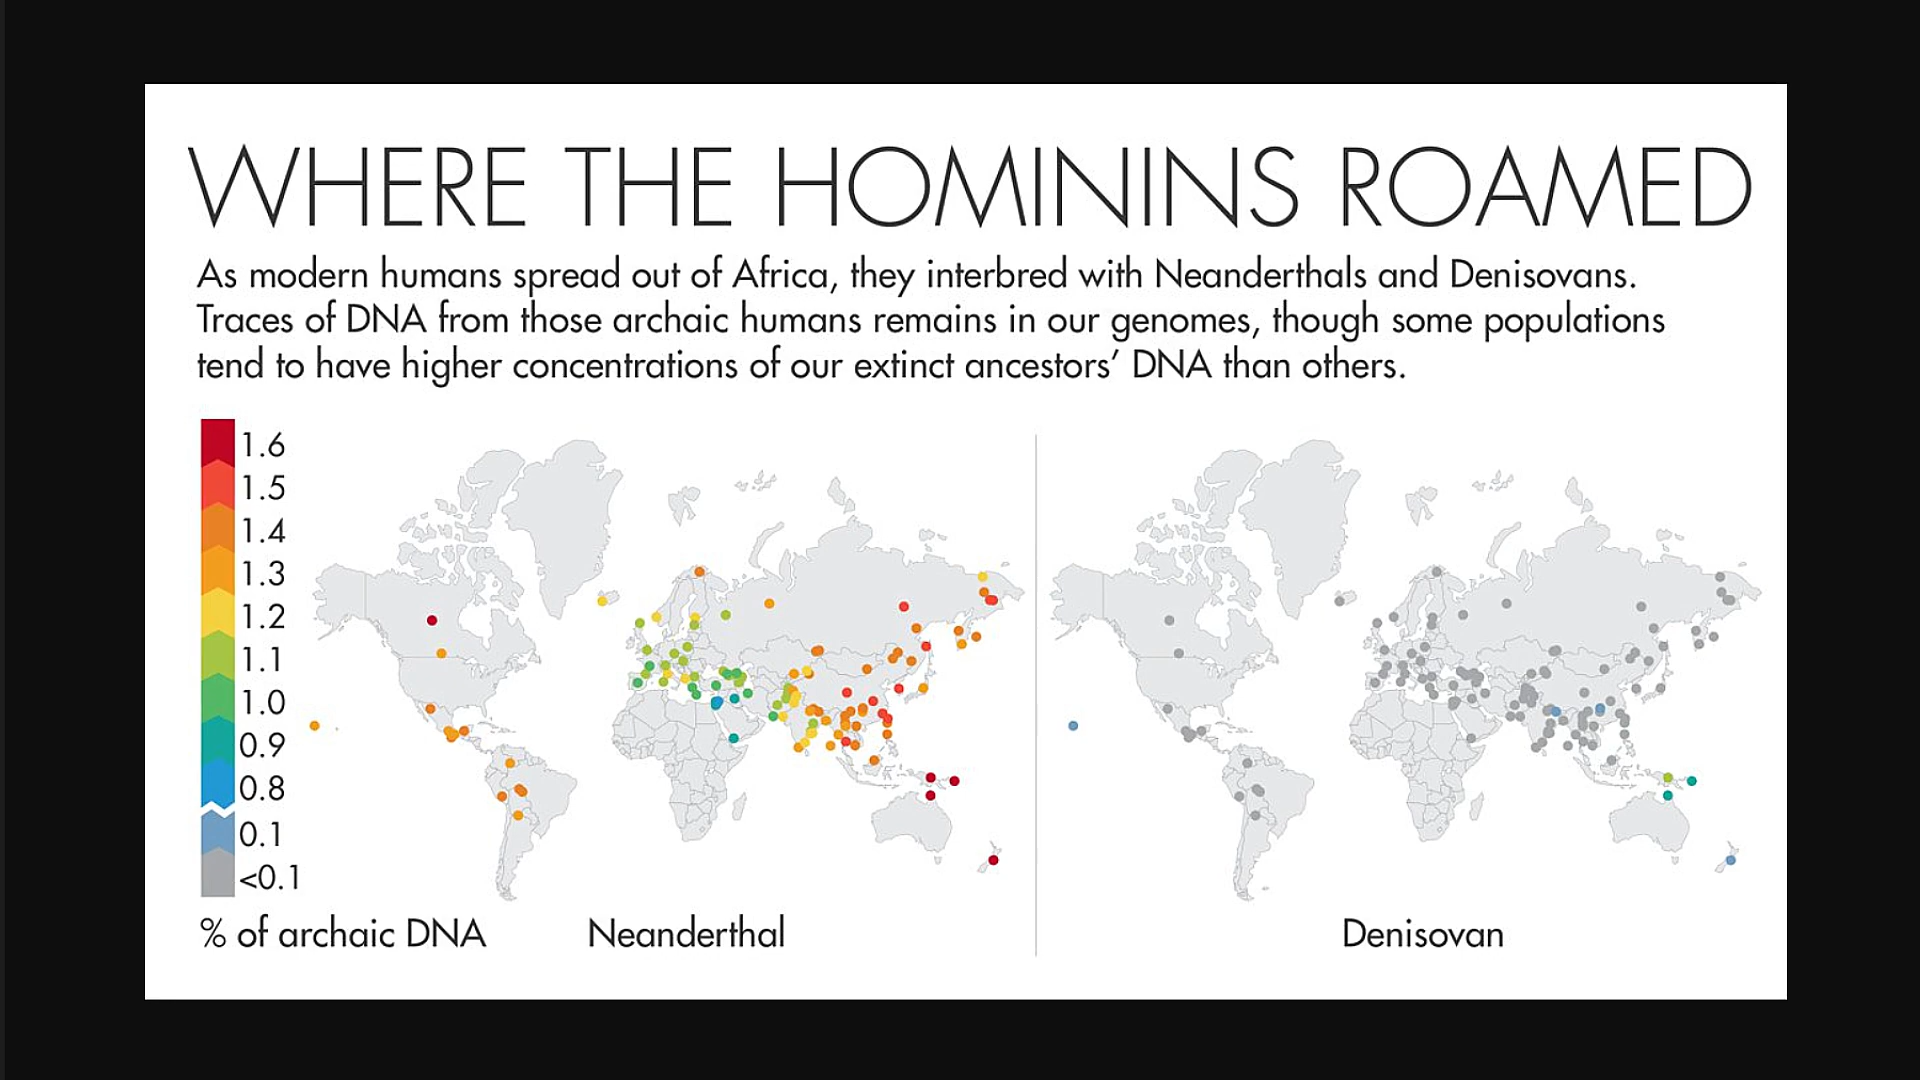 WHERE THE HOMININS ROAMED
As modern humans spread out of Africa, they interbred with Neanderthals and Denisovans.
Traces of DNA from those archaic humans remains in our genomes, though some populations
tend to have higher concentrations of our extinct ancestors’ DNA than others.
1.6
1.5
1.4
1.3
1.2
1.1
1.0
0.9
0.8
0.1
<0.1
% of archaic DNA
Neanderthal
Denisovan